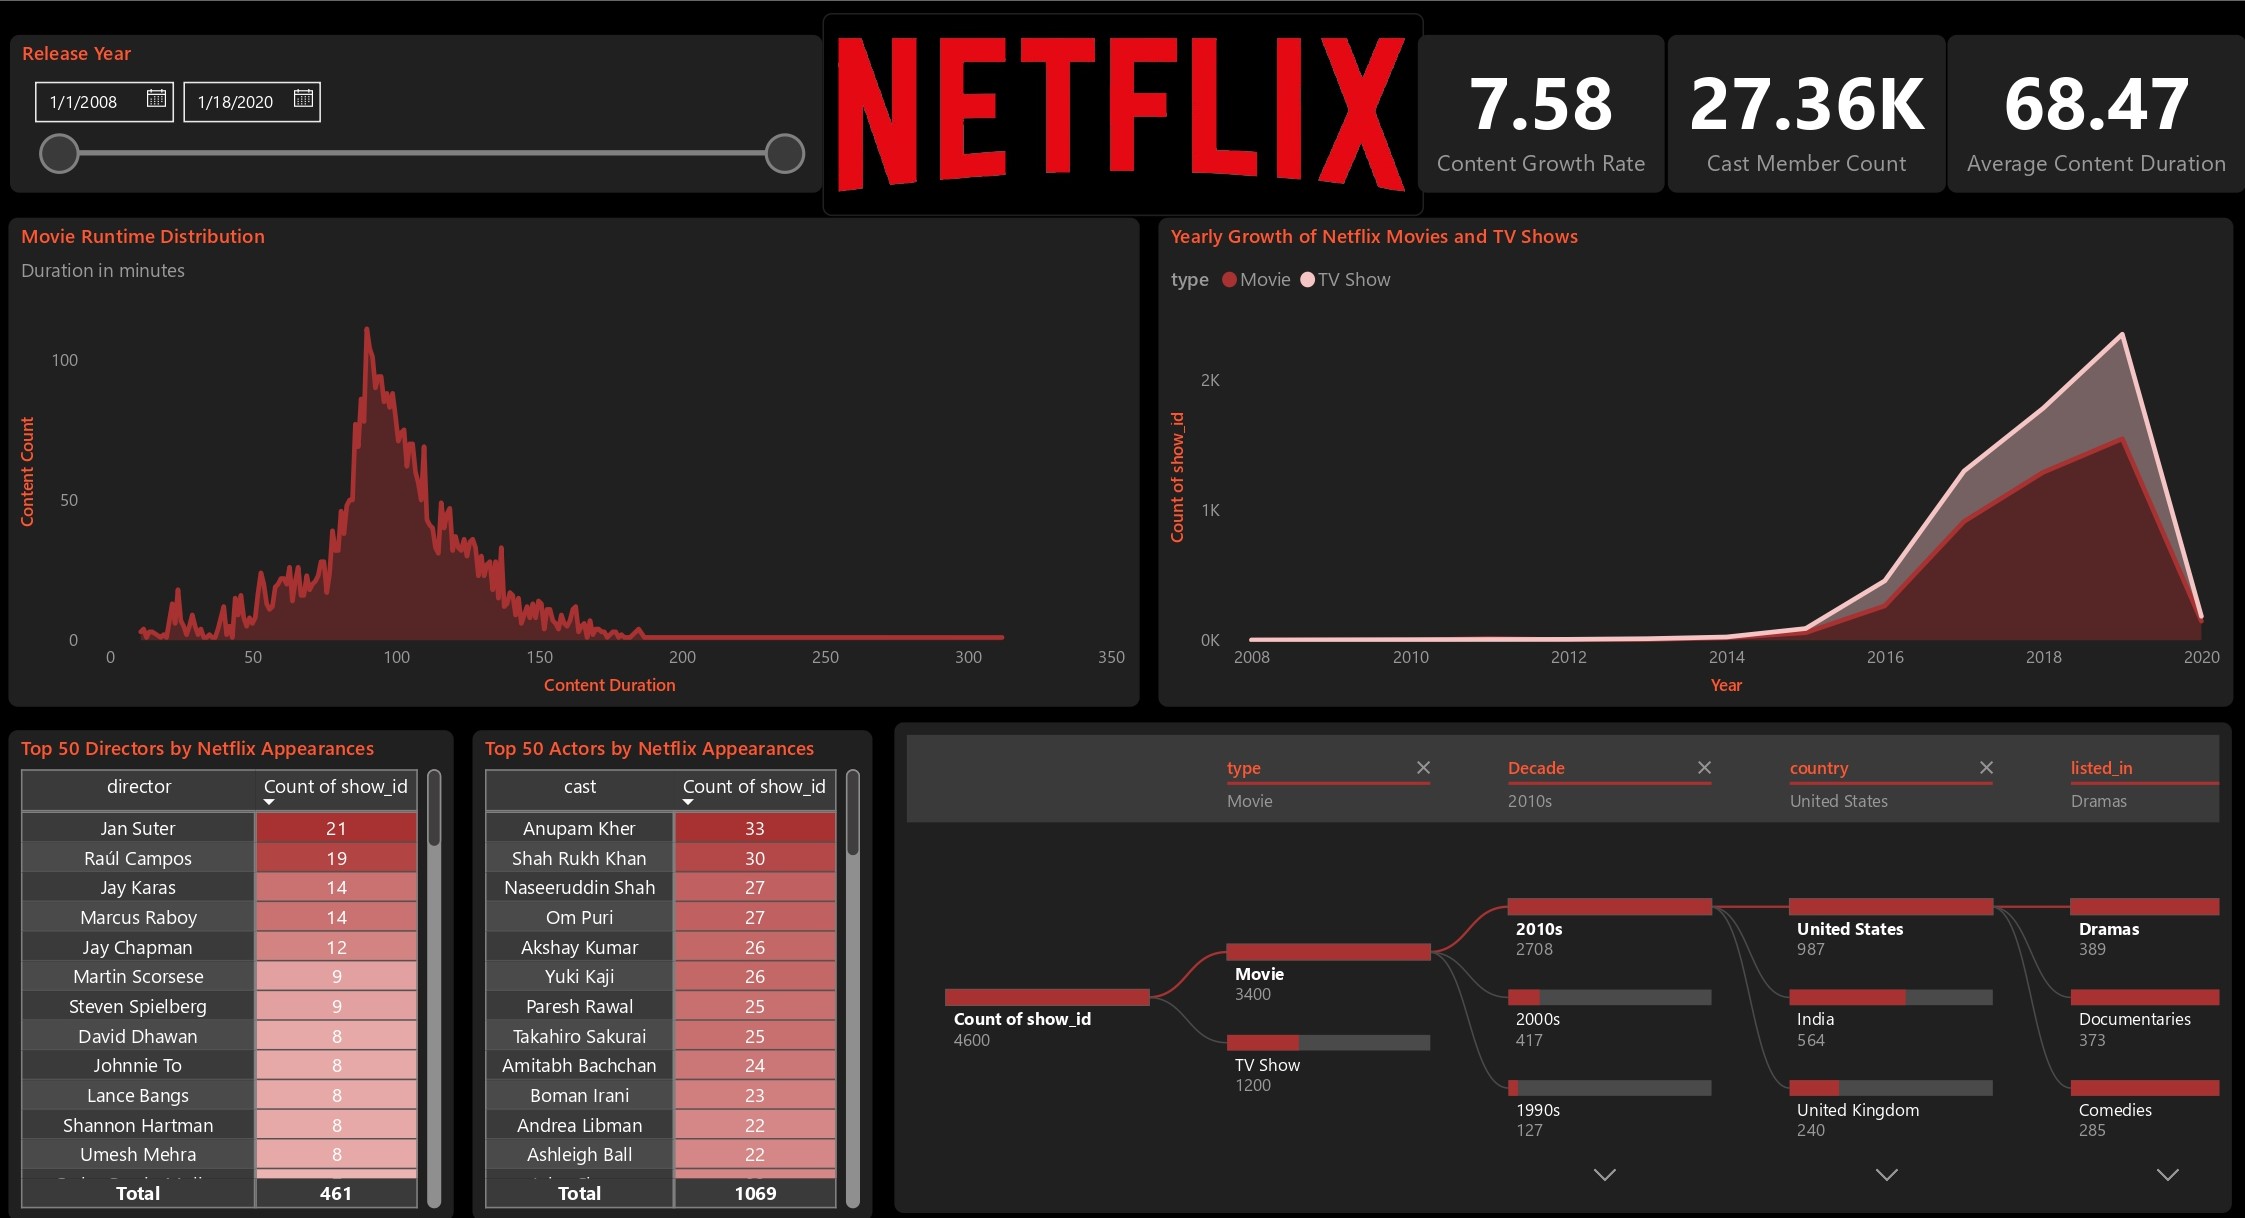 Release Year
1/1/2008 1/18/2020
NETFLIX
7.58
Content Growth Rate
27.36K
Cast Member Count
68.47
Average Content Duration
Movie Runtime Distribution
Duration in minutes
Content Count
100
50
0
0 50 100 150 200 250 300 350
Content Duration
Yearly Growth of Netflix Movies and TV Shows
type Movie TV Show
Count of show_id
2K
1K
0K
2008 2010 2012 2014 2016 2018 2020
Year
Top 50 Directors by Netflix Appearances
director Count of show_id
Jan Suter 21
Raúl Campos 19
Jay Karas 14
Marcus Raboy 14
Jay Chapman 12
Martin Scorsese 9
Steven Spielberg 9
David Dhawan 8
Johnnie To 8
Lance Bangs 8
Shannon Hartman 8
Umesh Mehra 8
Total 461
Top 50 Actors by Netflix Appearances
cast Count of show_id
Anupam Kher 33
Shah Rukh Khan 30
Naseeruddin Shah 27
Om Puri 27
Akshay Kumar 26
Yuki Kaji 26
Paresh Rawal 25
Takahiro Sakurai 25
Amitabh Bachchan 24
Boman Irani 23
Andrea Libman 22
Ashleigh Ball 22
Total 1069
type Decade country listed_in
Movie 2010s United States Dramas
Count of show_id
4600
Movie
3400
TV Show
1200
2010s
2708
2000s
417
1990s
127
United States
987
India
564
United Kingdom
240
Dramas
389
Documentaries
373
Comedies
285